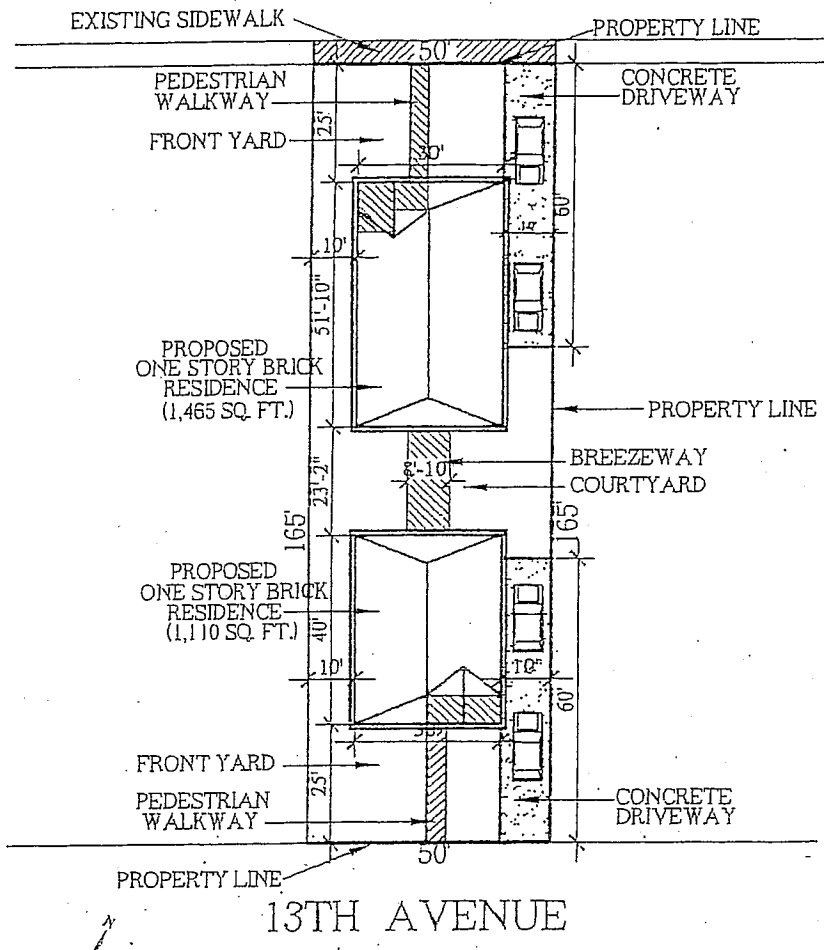 EXISTING SIDEWALK
50'
PROPERTY LINE
PEDESTRIAN
WALKWAY
CONCRETE
DRIVEWAY
25'
FRONT YARD
30'
60'
10'
51'-10"
PROPOSED
ONE STORY BRICK
RESIDENCE
(1,465 SQ. FT.)
PROPERTY LINE
BREEZEWAY
COURTYARD
23'-2"
165'
165'
PROPOSED
ONE STORY BRICK
RESIDENCE
(1,110 SQ. FT.)
40'
10'
10"
60'
FRONT YARD
25'
PEDESTRIAN
WALKWAY
CONCRETE
DRIVEWAY
50'
PROPERTY LINE
13TH AVENUE
N